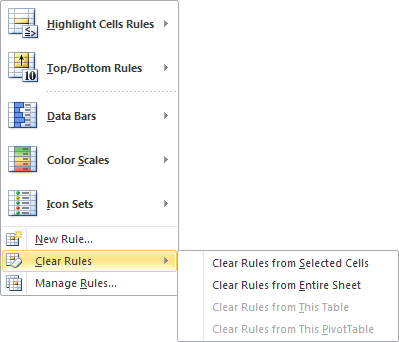 Highlight Cells Rules
Top/Bottom Rules
10
Data Bars
Color Scales
Icon Sets
New Rule...
Clear Rules
Manage Rules...
Clear Rules from Selected Cells
Clear Rules from Entire Sheet
Clear Rules from This Table
Clear Rules from This PivotTable